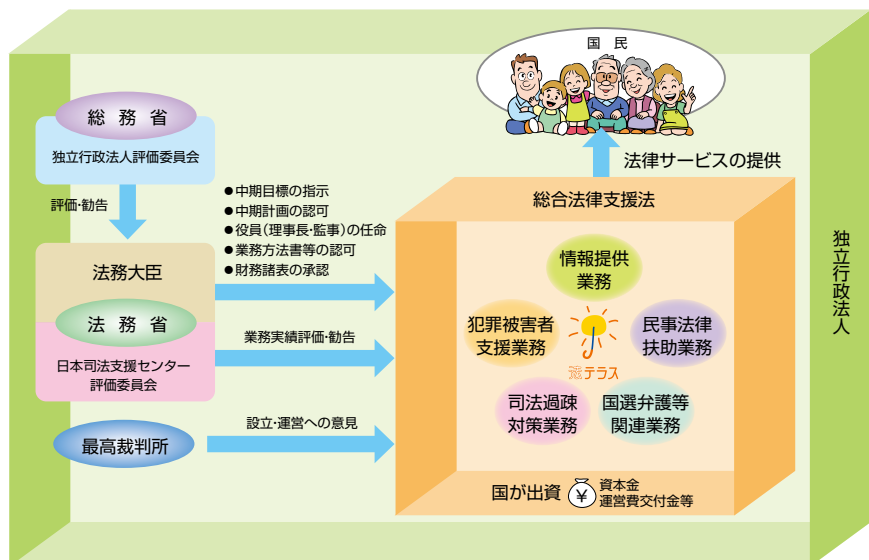 国 民
総 務 省
独立行政法人評価委員会
評価・勧告
法律サービスの提供
●中期目標の指示
●中期計画の認可
●役員（理事長・監事）の任命
●業務方法書等の認可
●財務諸表の承認
総合法律支援法
独立行政法人
法務大臣
法 務 省
日本司法支援センター
評価委員会
業務実績評価・勧告
情報提供
業務
犯罪被害者
支援業務
民事法律
扶助業務
法テラス
司法過疎
対策業務
国選弁護等
関連業務
最高裁判所
設立・運営への意見
国が出資
¥
資本金
運営費交付金等